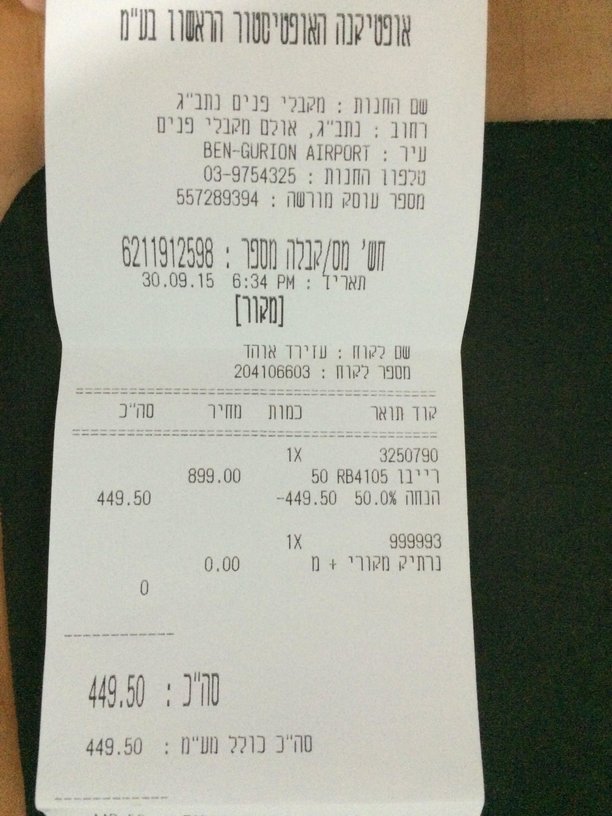 אופטיקנה האופטיסטור הראשון בע"מ
שם החנות : מקבלי פנים נתב"ג
רחוב : נתב"ג, אולם מקבלי פנים
עיר : BEN-GURION AIRPORT
טלפון החנות : 03-9754325
מספר עוסק מורשה : 557289394
חש' מס/קבלה מספר : 6211912598
תאריך : 30.09.15 6:34 PM
[מקור]
שם לקוח : עזירד אוהד
מספר לקוח : 204106603
קוד תואר כמות מחיר סה"כ
3250790 1X
רייבן RB4105 50 899.00
הנחה 50.0% -449.50 449.50
999993 1X
נרתיק מקורי + מ 0.00
0
סה"כ : 449.50
סה"כ כולל מע"מ : 449.50